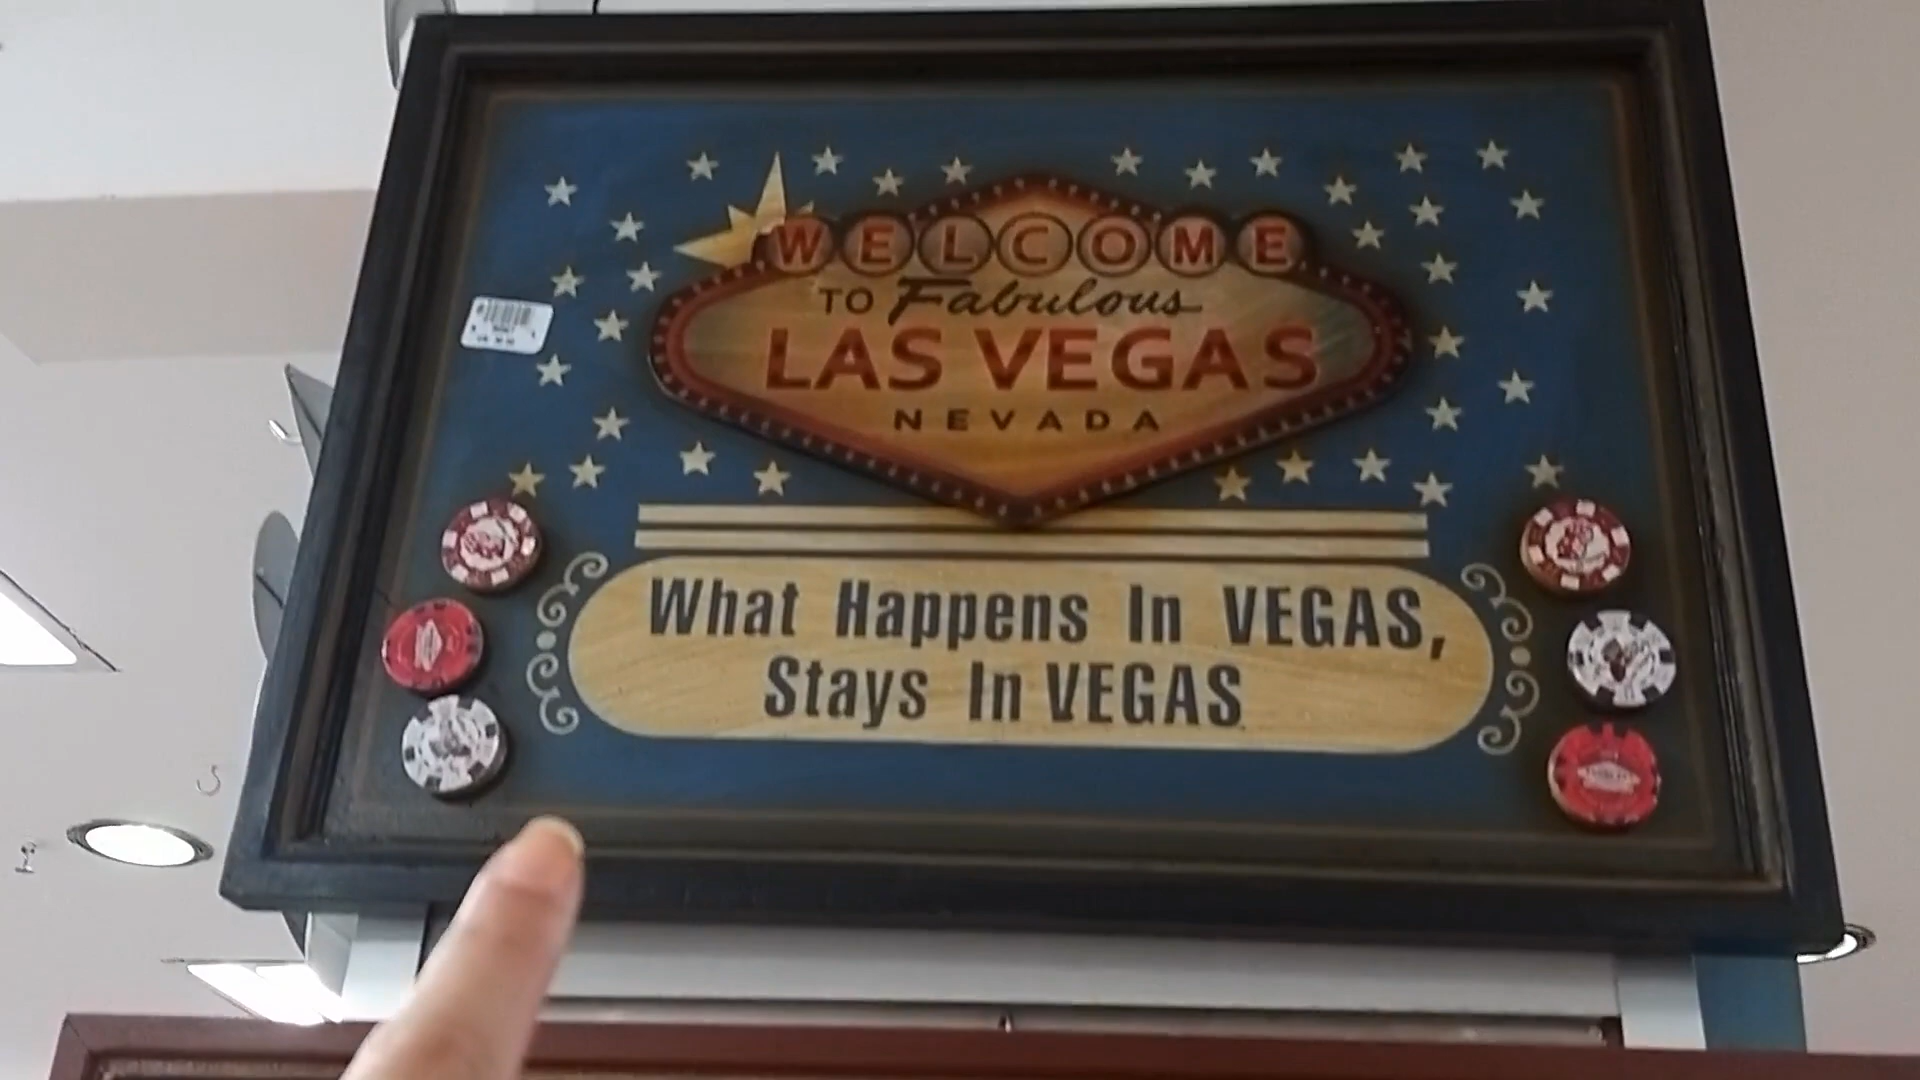 WELCOME
TO Fabulous
LAS VEGAS
NEVADA
What Happens In VEGAS,
Stays In VEGAS